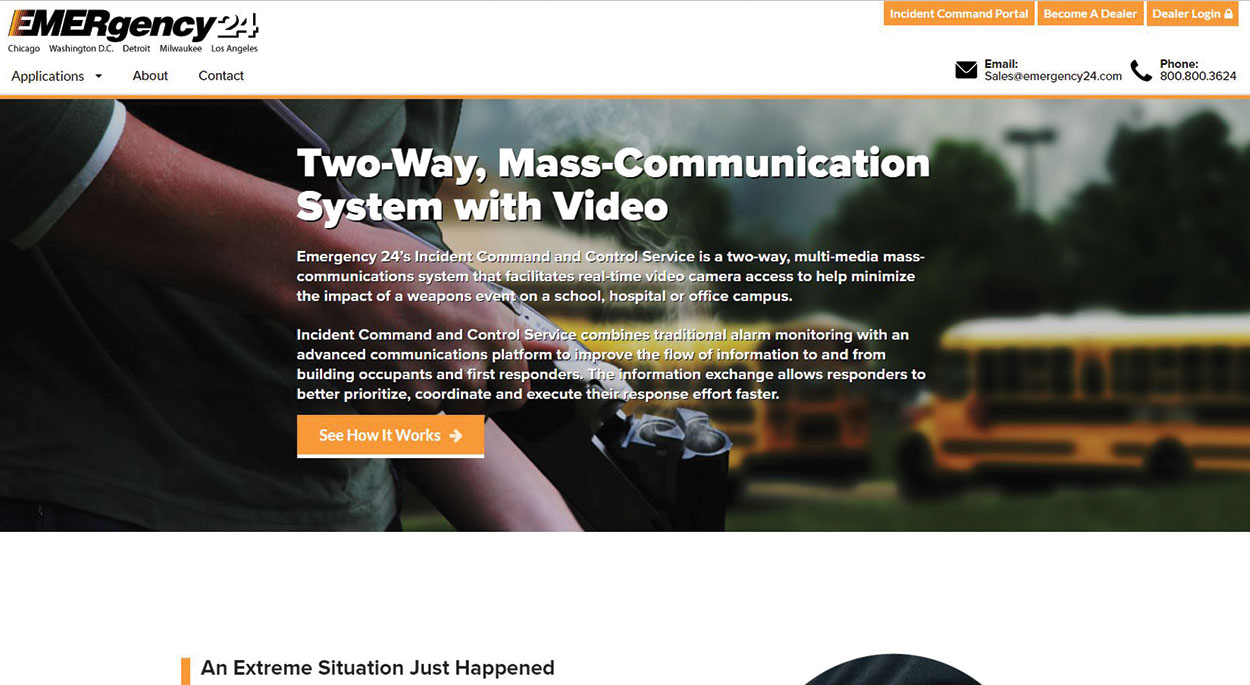 EMERgency24
Chicago Washington D.C. Detroit Milwaukee Los Angeles
Incident Command Portal
Become A Dealer
Dealer Login
Applications
About
Contact
Email:
Sales@emergency24.com
Phone:
800.800.3624
Two-Way, Mass-Communication
System with Video
Emergency 24's Incident Command and Control Service is a two-way, multi-media mass-
communications system that facilitates real-time video camera access to help minimize
the impact of a weapons event on a school, hospital or office campus.
Incident Command and Control Service combines traditional alarm monitoring with an
advanced communications platform to improve the flow of information to and from
building occupants and first responders. The information exchange allows responders to
better prioritize, coordinate and execute their response effort faster.
See How It Works
An Extreme Situation Just Happened